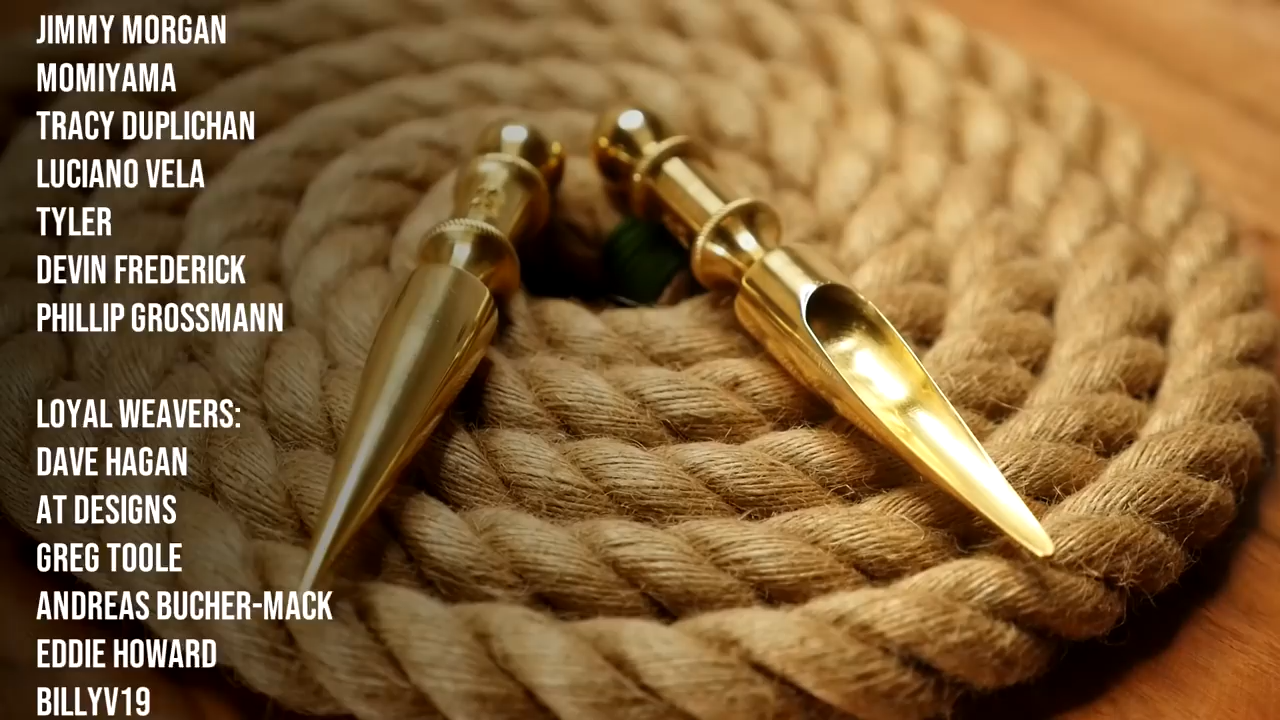 JIMMY MORGAN
MOMIYAMA
TRACY DUPLICHAN
LUCIANO VELA
TYLER
DEVIN FREDERICK
PHILLIP GROSSMANN
LOYAL WEAVERS:
DAVE HAGAN
AT DESIGNS
GREG TOOLE
ANDREAS BUCHER-MACK
EDDIE HOWARD
BILLYV19